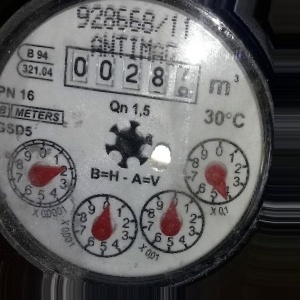 928668/11
ANTIMAG
B 94
321.04
0028
m³
PN 16
Qn 1,5
30°C
B METERS
GSD5
B=H - A=V
X 0,0001
X 0,001
X 0,01
X 0,1